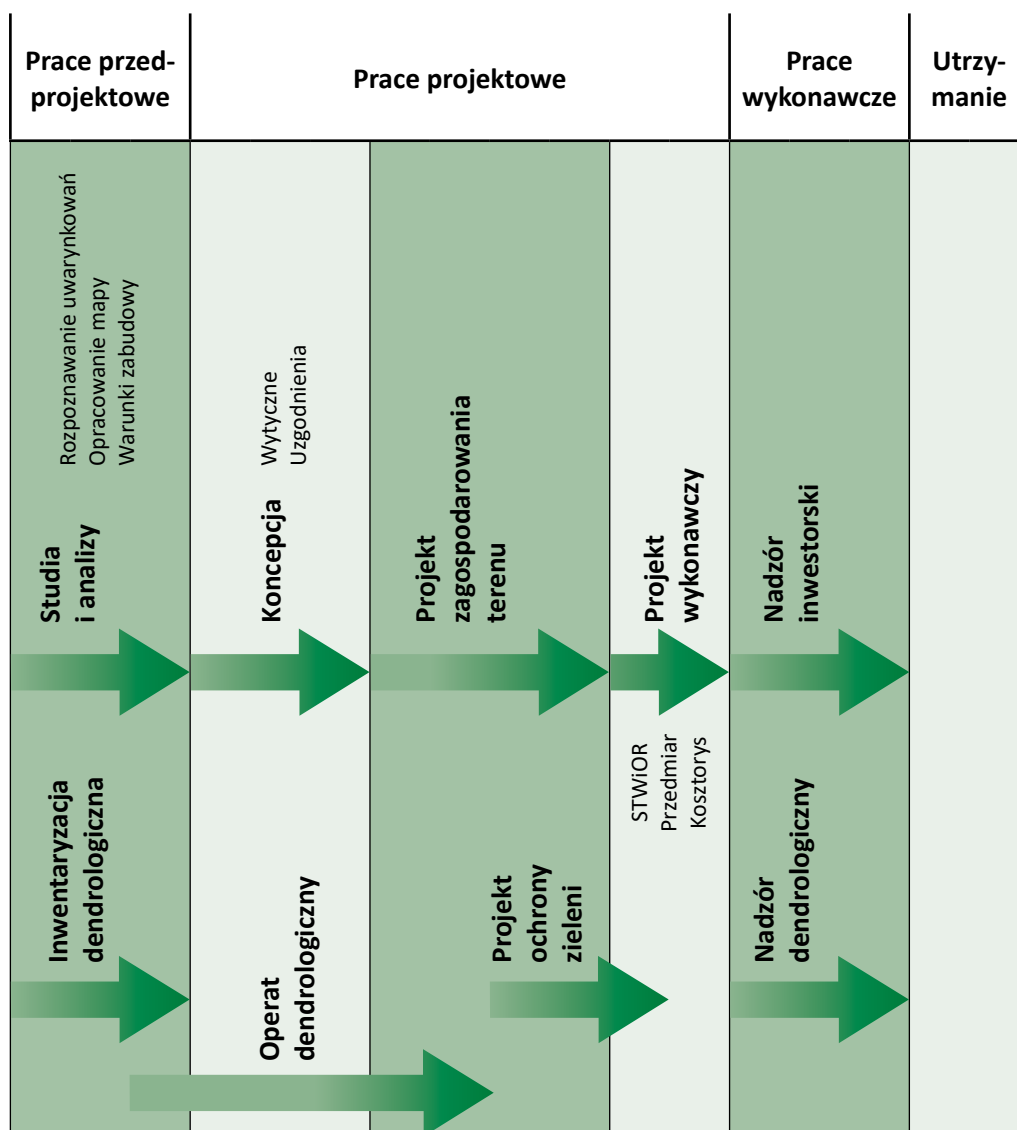 Prace przed-
projektowe
Prace projektowe
Prace
wykonawcze
Utrzy-
manie
Rozpoznawanie uwarynkowań
Opracowanie mapy
Warunki zabudowy
Studia
i analizy
Wytyczne
Uzgodnienia
Koncepcja
Projekt
zagospodarowania
terenu
Projekt
wykonawczy
Nadzór
inwestorski
STWiOR
Przedmiar
Kosztorys
Inwentaryzacja
dendrologiczna
Operat
dendrologiczny
Projekt
ochrony
zieleni
Nadzór
dendrologiczny